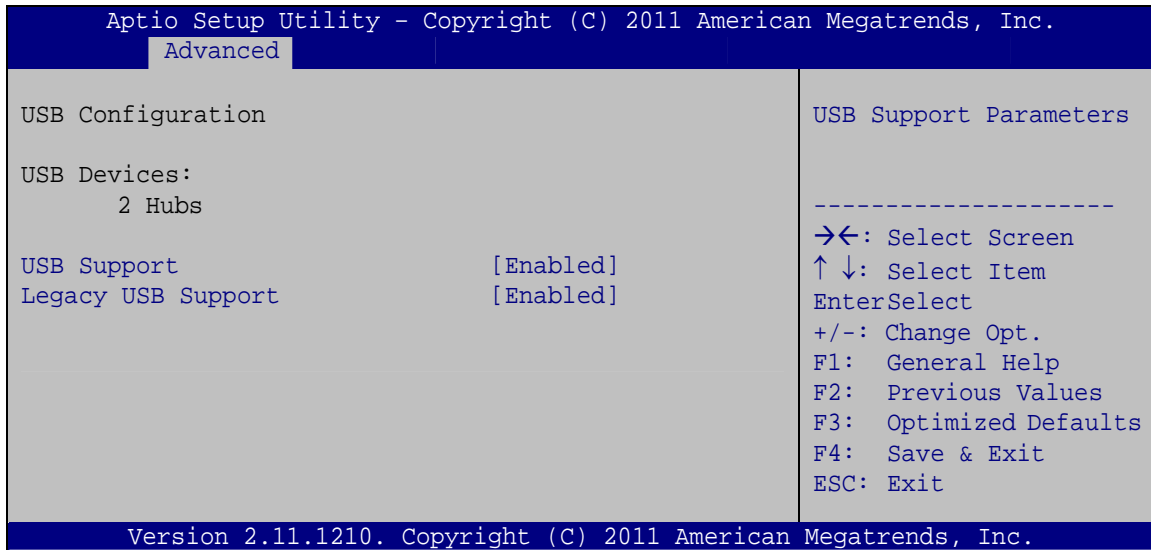 Aptio Setup Utility – Copyright (C) 2011 American Megatrends, Inc.
Advanced
USB Configuration
USB Devices:
2 Hubs
USB Support [Enabled]
Legacy USB Support [Enabled]
USB Support Parameters
---------------------
→←: Select Screen
↑ ↓: Select Item
EnterSelect
+/-: Change Opt.
F1: General Help
F2: Previous Values
F3: Optimized Defaults
F4: Save & Exit
ESC: Exit
Version 2.11.1210. Copyright (C) 2011 American Megatrends, Inc.